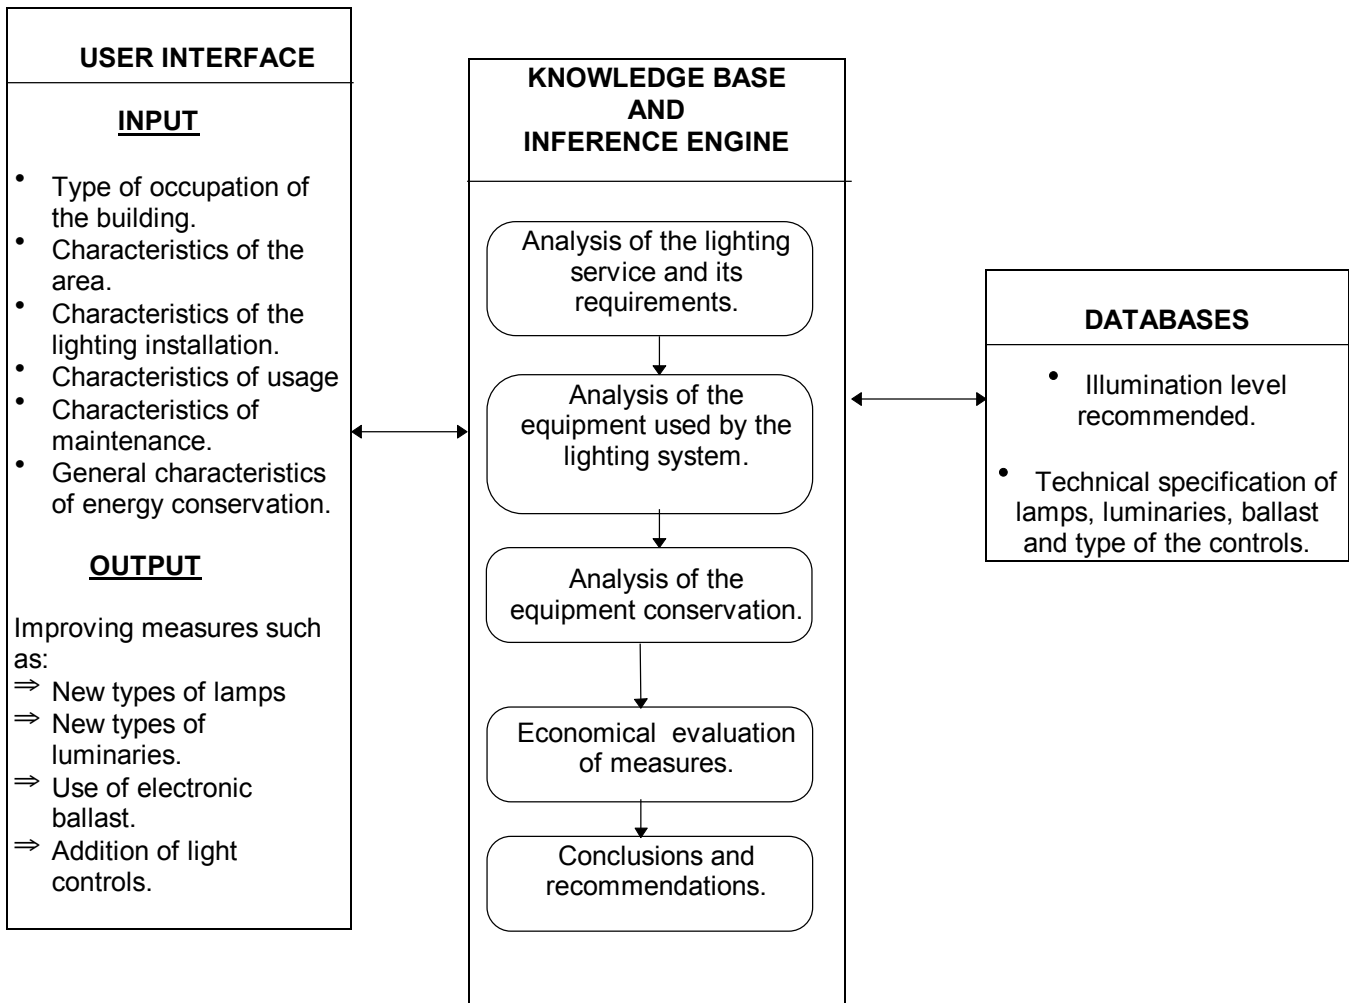 USER INTERFACE
INPUT
• Type of occupation of
the building.
• Characteristics of the
area.
• Characteristics of the
lighting installation.
• Characteristics of usage
• Characteristics of
maintenance.
• General characteristics
of energy conservation.
OUTPUT
Improving measures such
as:
⇒ New types of lamps
⇒ New types of
luminaries.
⇒ Use of electronic
ballast.
⇒ Addition of light
controls.
KNOWLEDGE BASE
AND
INFERENCE ENGINE
Analysis of the lighting
service and its
requirements.
Analysis of the
equipment used by the
lighting system.
Analysis of the
equipment conservation.
Economical evaluation
of measures.
Conclusions and
recommendations.
DATABASES
• Illumination level
recommended.
• Technical specification of
lamps, luminaries, ballast
and type of the controls.